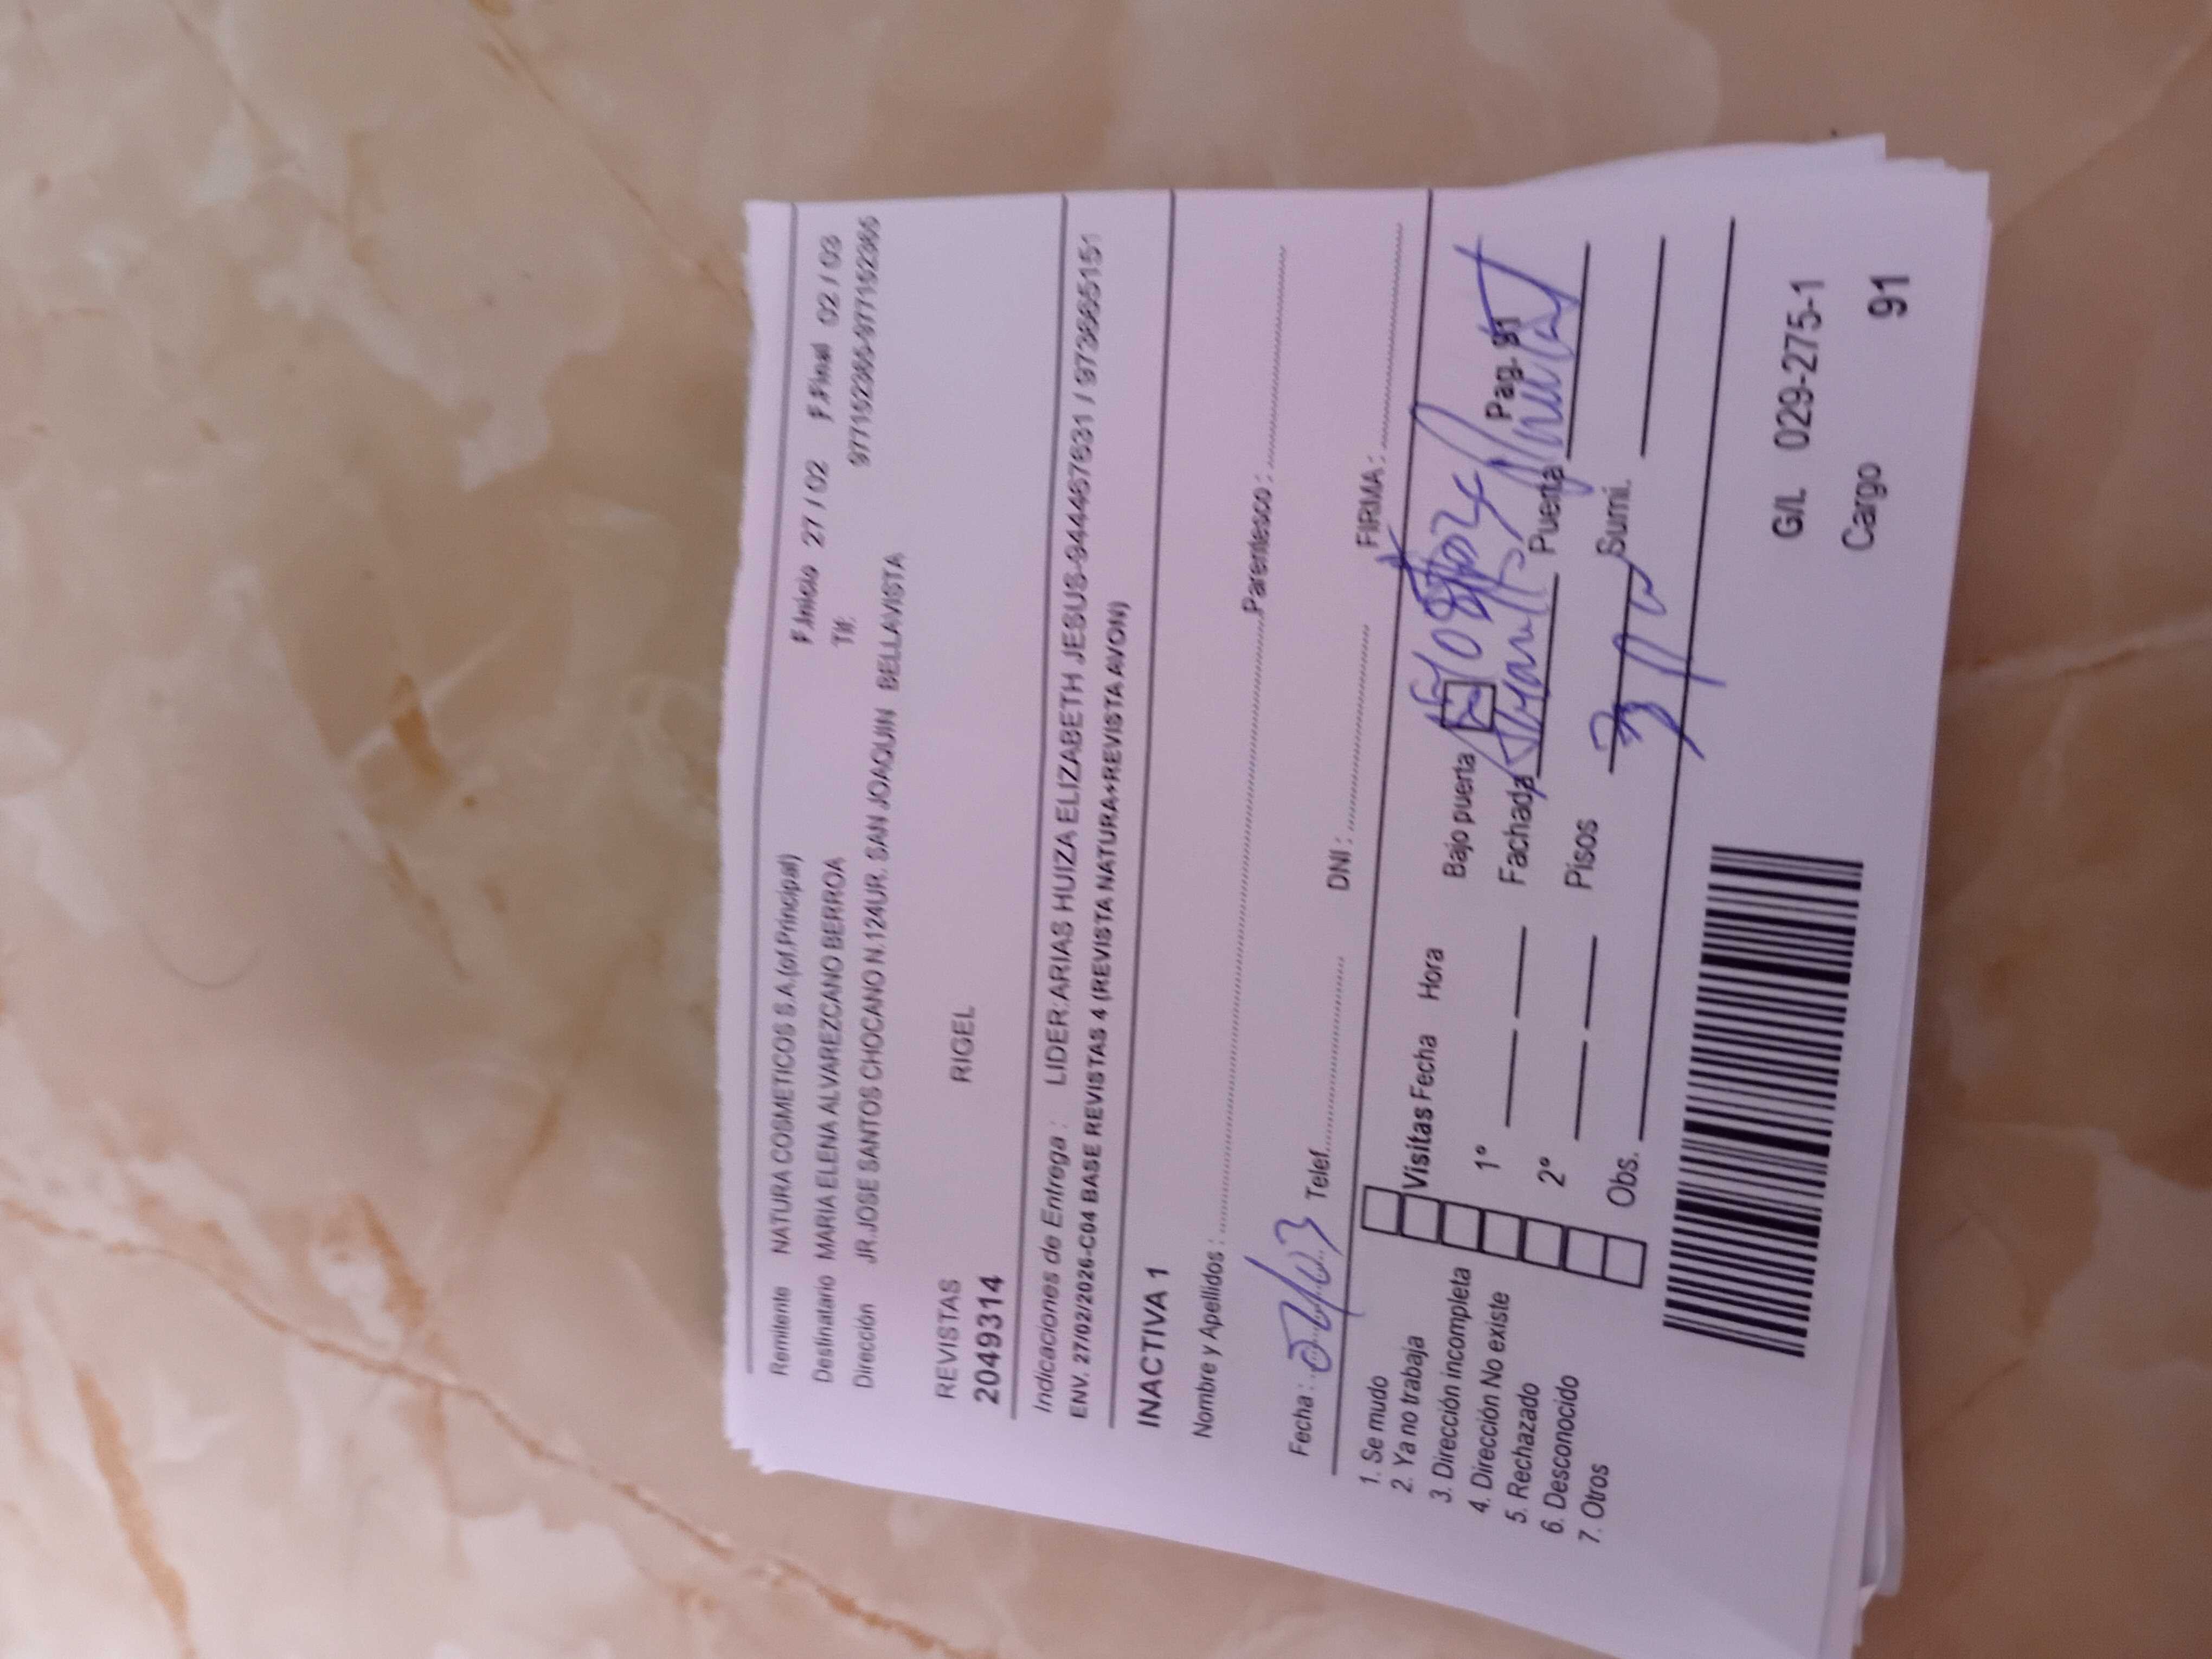 Remitente NATURA COSMETICOS S.A.(of.Principal) F.Inicio 27 / 02 F.Final 02 / 03
Destinatario MARIA ELENA ALVAREZCANO BERROA Tlf: 977152365-977152365
Dirección JR.JOSE SANTOS CHOCANO N.124UR. SAN JOAQUIN BELLAVISTA
REVISTAS RIGEL
2049314
Indicaciones de Entrega : LIDER:ARIAS HUIZA ELIZABETH JESUS-944467631 / 973665151
ENV. 27/02/2026-C04 BASE REVISTAS 4 (REVISTA NATURA+REVISTA AVON)
INACTIVA 1
Nombre y Apellidos : Parentesco :
Fecha : 02/03 Telef. DNI : FIRMA :
1. Se mudo
2. Ya no trabaja
3. Dirección incompleta
4. Dirección No existe
5. Rechazado
6. Desconocido
7. Otros
Visitas Fecha Hora Bajo puerta Pag- 91
1° Fachada Puerta
2° Pisos 3 Sumi.
Obs.
G/L 029-275-1
Cargo 91